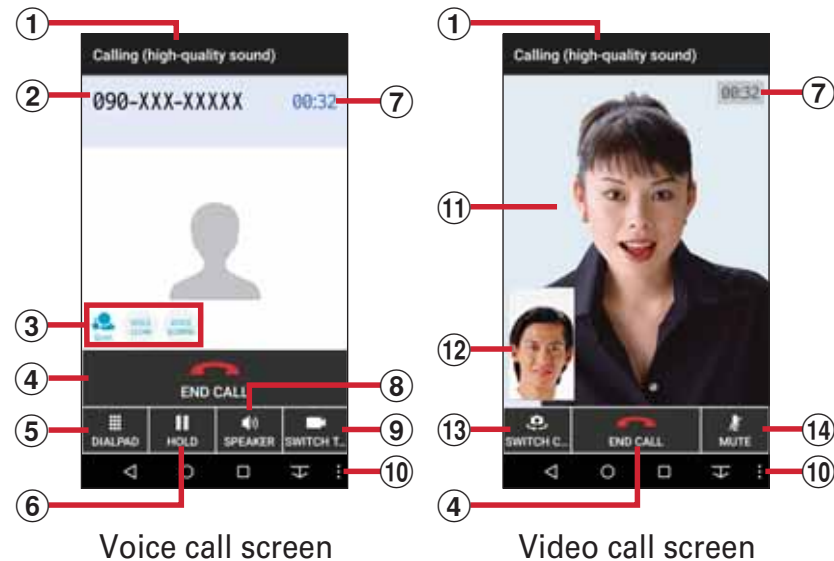 ① ①
Calling (high-quality sound) Calling (high-quality sound)
② 090-XXX-XXXXX 00:32 ⑦ 00:32 ⑦
⑪
③
⑫
④ END CALL ⑧
⑤ DIALPAD HOLD SPEAKER SWITCH T... ⑨ ⑬ SWITCH C... END CALL MUTE ⑭
⑩ ⑩
⑥ ④
Voice call screen Video call screen